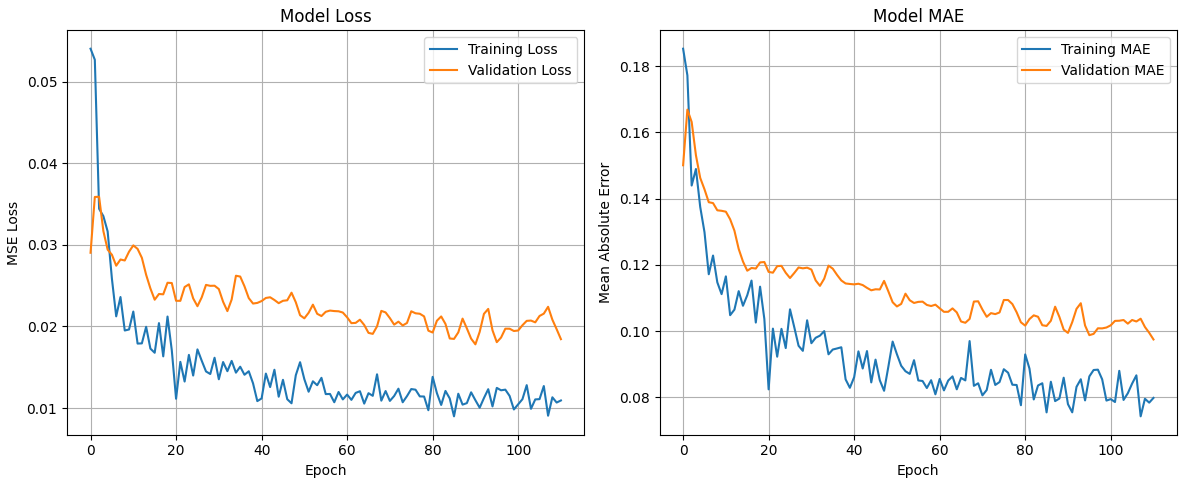 Model Loss
MSE Loss
0.05
0.04
0.03
0.02
0.01
Training Loss
Validation Loss
0 20 40 60 80 100
Epoch
Model MAE
Mean Absolute Error
0.18
0.16
0.14
0.12
0.10
0.08
Training MAE
Validation MAE
0 20 40 60 80 100
Epoch